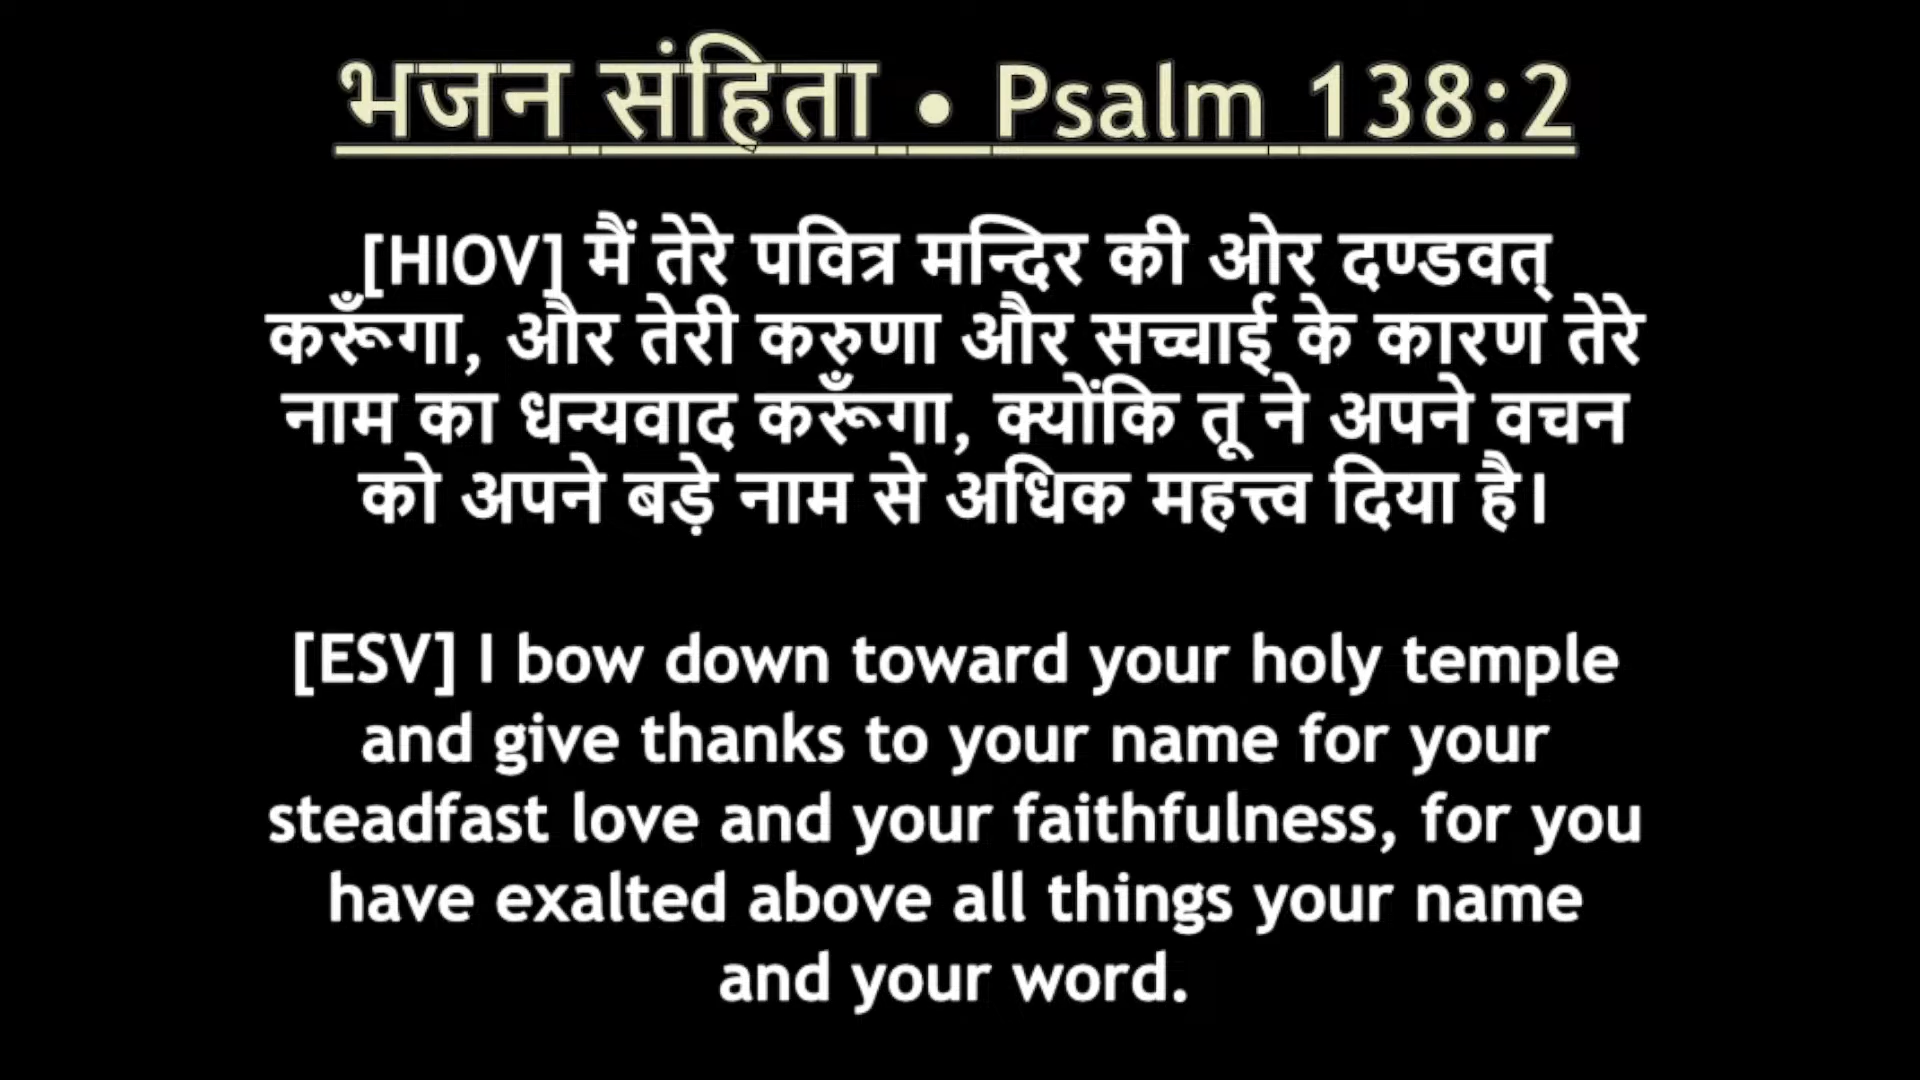 भजन संहिता • Psalm 138:2
[HIOV] मैं तेरे पवित्र मन्दिर की ओर दण्डवत्
करूँगा, और तेरी करुणा और सच्चाई के कारण तेरे
नाम का धन्यवाद करूँगा, क्योंकि तू ने अपने वचन
को अपने बड़े नाम से अधिक महत्त्व दिया है।
[ESV] I bow down toward your holy temple
and give thanks to your name for your
steadfast love and your faithfulness, for you
have exalted above all things your name
and your word.